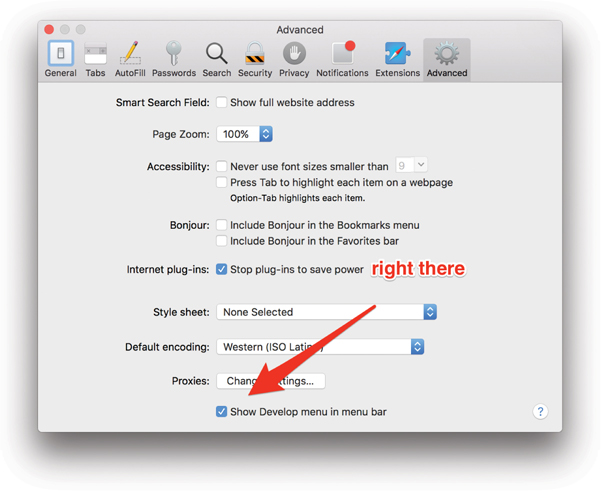 Advanced
General Tabs AutoFill Passwords Search Security Privacy Notifications Extensions Advanced
Smart Search Field: Show full website address
Page Zoom: 100%
Accessibility: Never use font sizes smaller than 9
Press Tab to highlight each item on a webpage
Option-Tab highlights each item.
Bonjour: Include Bonjour in the Bookmarks menu
Include Bonjour in the Favorites bar
Internet plug-ins: Stop plug-ins to save power right there
Style sheet: None Selected
Default encoding: Western (ISO Latin
Proxies:
Show Develop menu in menu bar ?